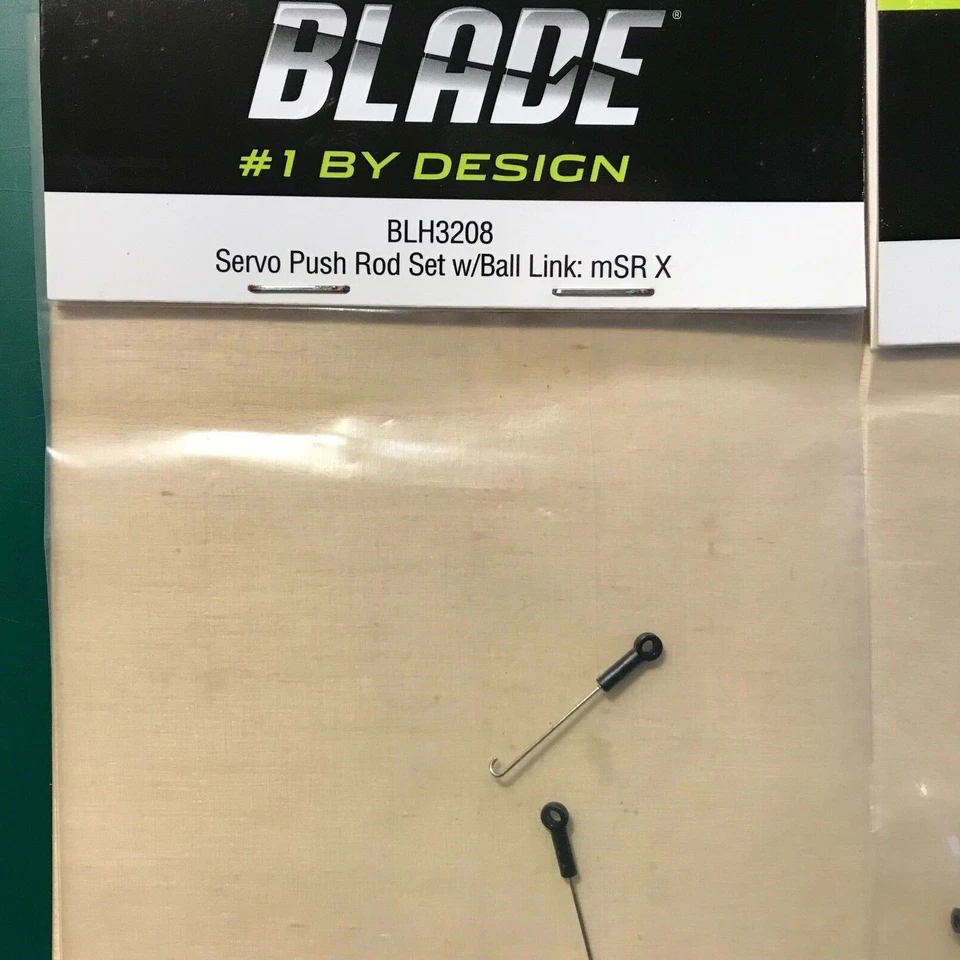 BLADE®
#1 BY DESIGN
BLH3208
Servo Push Rod Set w/Ball Link: mSR X